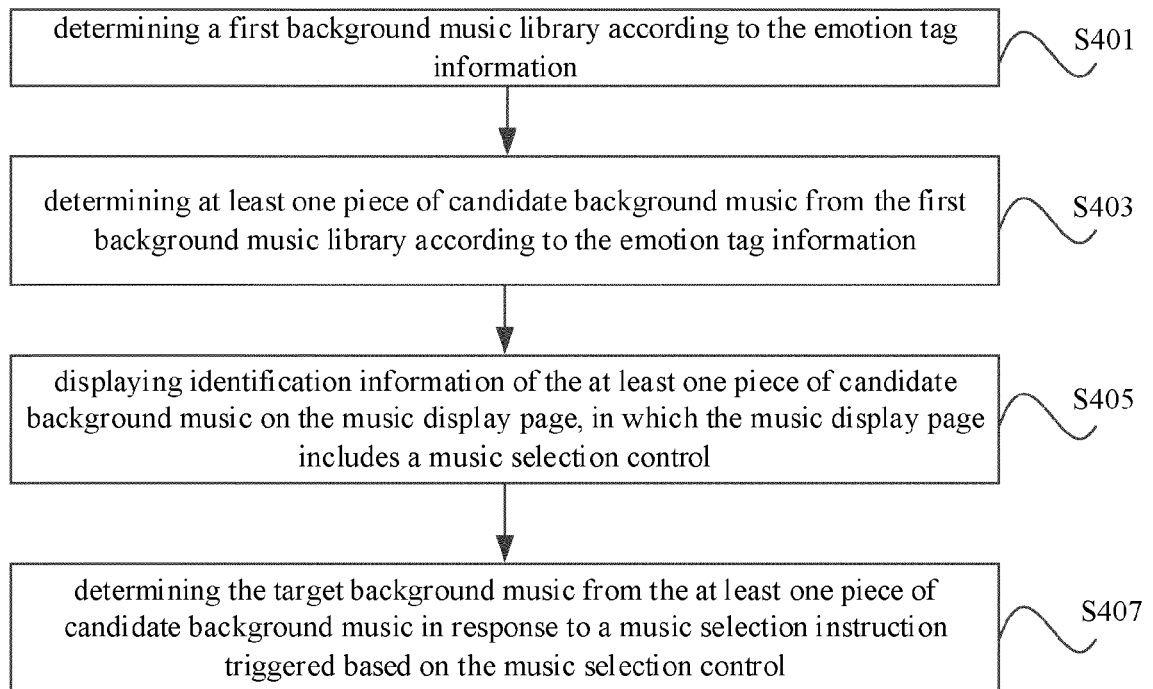 determining a first background music library according to the emotion tag
information
S401
determining at least one piece of candidate background music from the first
background music library according to the emotion tag information
S403
displaying identification information of the at least one piece of candidate
background music on the music display page, in which the music display page
includes a music selection control
S405
determining the target background music from the at least one piece of
candidate background music in response to a music selection instruction
triggered based on the music selection control
S407